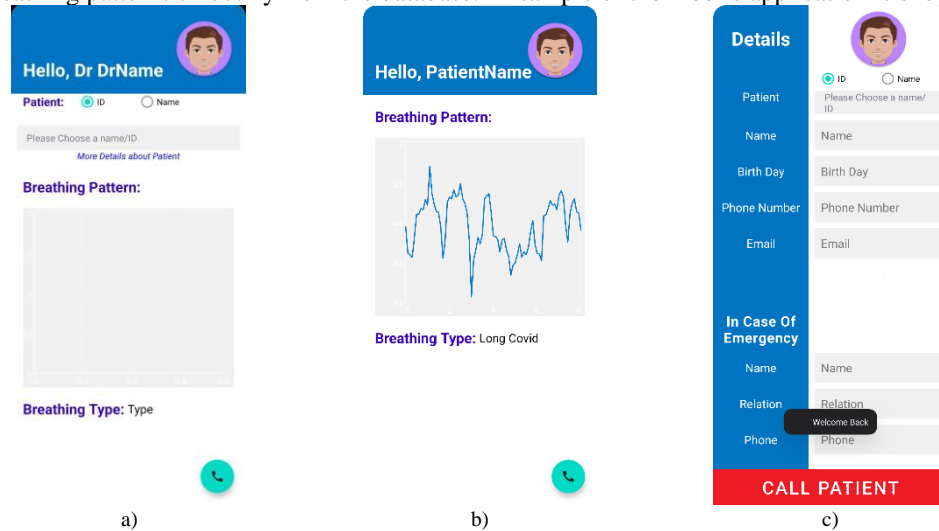 Hello, Dr DrName
Patient:
ID
Name
Please Choose a name/ID
More Details about Patient
Breathing Pattern:
Breathing Type: Type
a)
Hello, PatientName
Breathing Pattern:
Breathing Type: Long Covid
b)
Details
ID
Name
Patient
Please Choose a name/
ID
Name
Name
Birth Day
Birth Day
Phone Number
Phone Number
Email
Email
In Case Of
Emergency
Name
Name
Relation
Relation
Welcome Back
Phone
Phone
CALL PATIENT
c)